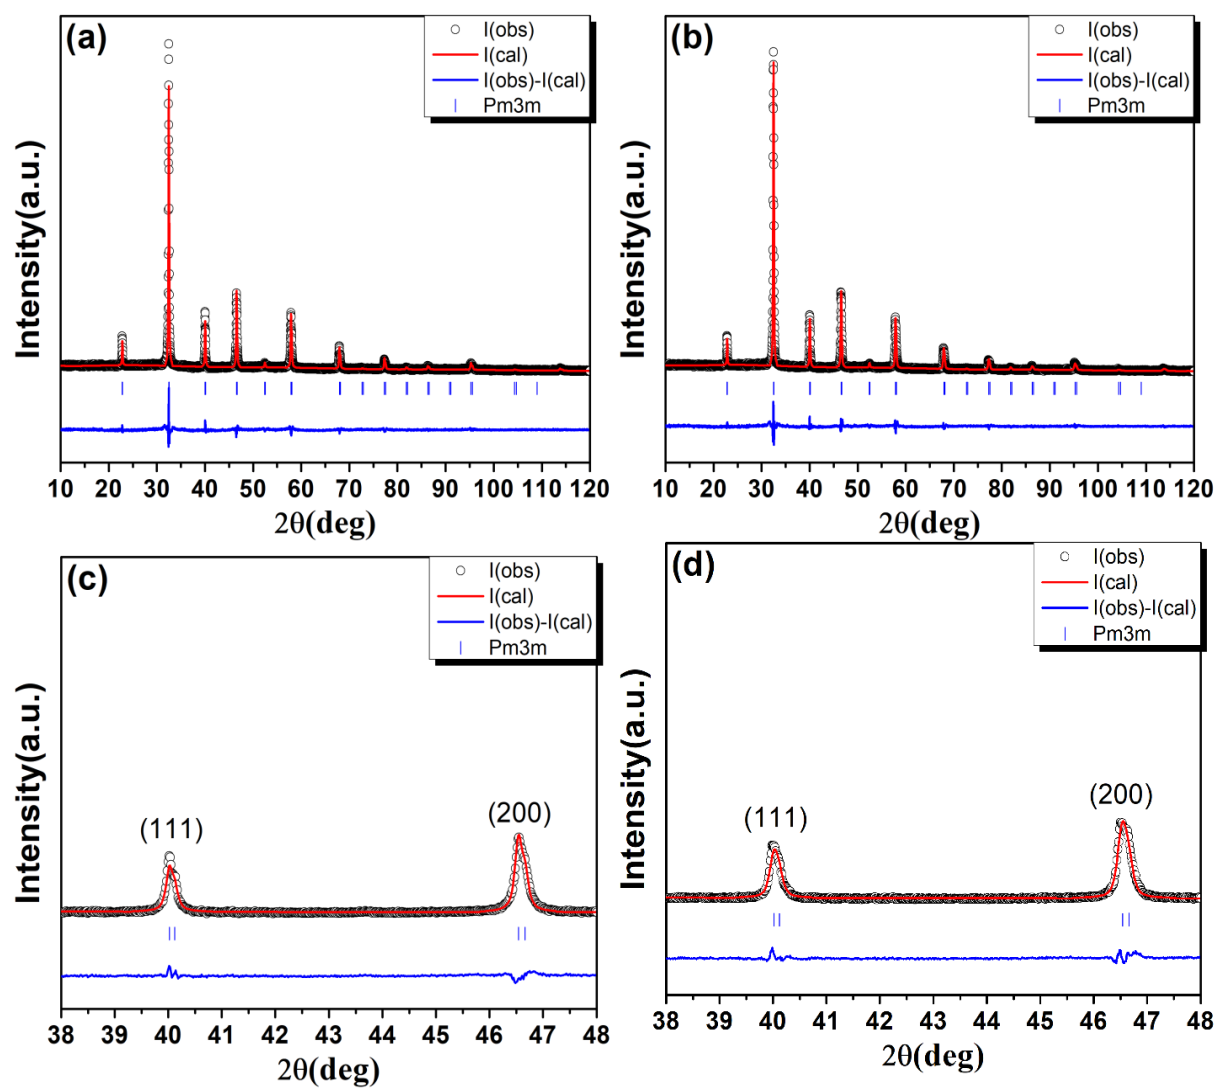 (a)
I(obs)
I(cal)
I(obs)-I(cal)
Pm3m
Intensity(a.u.)
10 20 30 40 50 60 70 80 90 100 110 120
2θ(deg)
(b)
I(obs)
I(cal)
I(obs)-I(cal)
Pm3m
Intensity(a.u.)
10 20 30 40 50 60 70 80 90 100 110 120
2θ(deg)
(c)
I(obs)
I(cal)
I(obs)-I(cal)
Pm3m
(111)
(200)
Intensity(a.u.)
38 39 40 41 42 43 44 45 46 47 48
2θ(deg)
(d)
I(obs)
I(cal)
I(obs)-I(cal)
Pm3m
(111)
(200)
Intensity(a.u.)
38 39 40 41 42 43 44 45 46 47 48
2θ(deg)